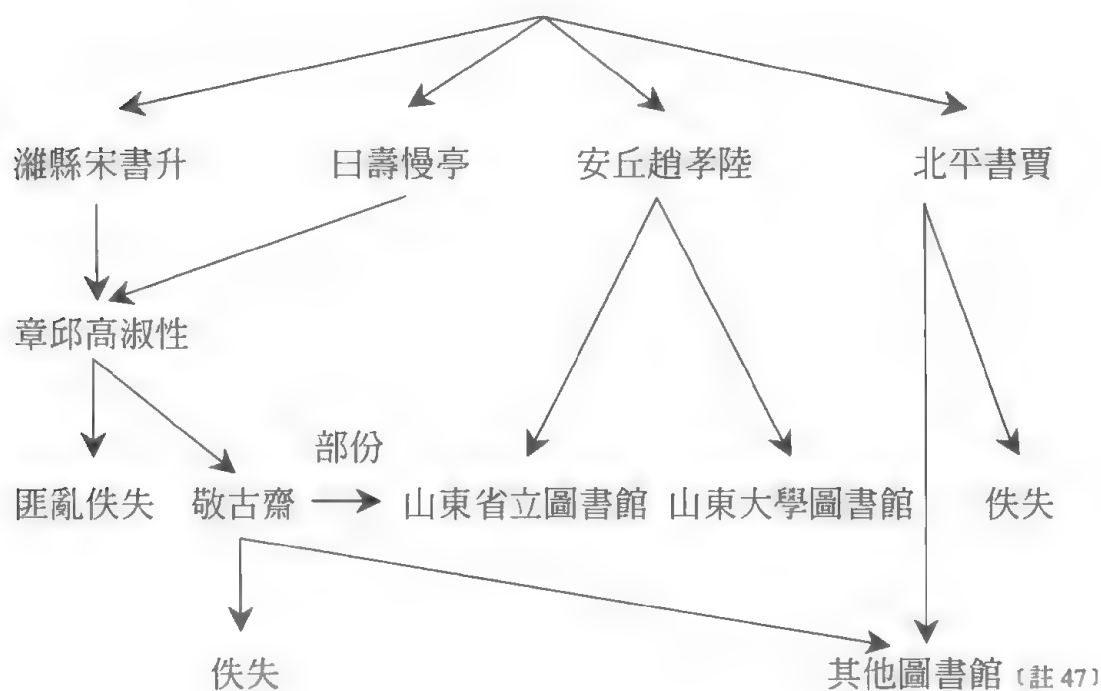 濰縣宋書升 曰壽慢亭 安丘趙孝陸 北平書賈
章邱高淑性
部份
匪亂佚失 敬古齋 山東省立圖書館 山東大學圖書館 佚失
佚失 其他圖書館〔註47〕